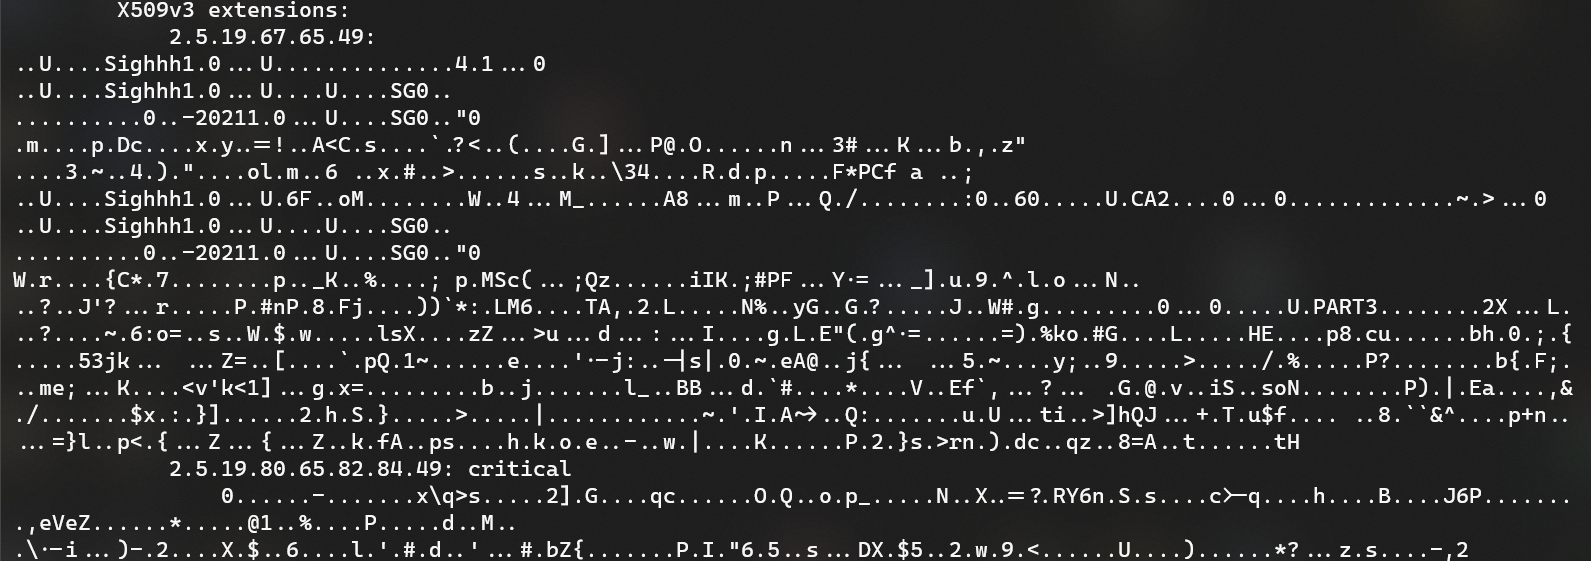 X509v3 extensions:
2.5.19.67.65.49:
..U....Sighhh1.0...U..............4.1...0
..U....Sighhh1.0...U....U....SG0..
..........0..-20211.0...U....SG0.."0
.m....p.Dc....x.y..=!..A<C.s....`.?<..(....G.]...P@.O......n...3#...K...b.,.z"
....3.~..4.)."....ol.m..6 ..x.#..>......s..k..\34....R.d.p.....F*PCf a ..;
..U....Sighhh1.0...U.6F..oM........W..4...M_......A8...m..P...Q./........:0..60.....U.CA2....0...0.............~.>...0
..U....Sighhh1.0...U....U....SG0..
..........0..-20211.0...U....SG0.."0
W.r....{C*.7........p.._K..%....; p.MSc(...;Qz......iIK.;#PF...Y·=..._].u.9.^.l.o...N..
..?..J'?...r.....P.#nP.8.Fj....))`*:.LM6....TA,.2.L.....N%..yG..G.?.....J..W#.g.........0...0.....U.PART3........2X...L.
..?....~.6:o=..s..W.$.w.....lsX....zZ...>u...d...:...I....g.L.E"(.g^·=......=).%ko.#G....L.....HE....p8.cu......bh.0.;.{
.....53jk... ...Z=..[....`.pQ.1~......e....'·-j:..-|s|.0.~.eA@..j{... ...5.~....y;..9.....>...../.%.....P?........b{.F;.
..me;...K....<v'k<1]...g.x=.........b..j.......l_..BB...d.`#....*....V..Ef`,...?... .G.@.v..iS..soN........P).|.Ea....,&
./.......$x.:.}]......2.h.S.}.....>.....|............~.'.I.A~>..Q:.......u.U...ti..>]hQJ...+.T.u$f.... ..8.``&^....p+n..
...=}l..p<.{...Z...{...Z..k.fA..ps....h.k.o.e..-..w.|....K......P.2.}s.>rn.).dc..qz..8=A..t......tH
2.5.19.80.65.82.84.49: critical
0......-.......x\q>s.....2].G....qc......O.Q..o.p_.....N..X..=?.RY6n.S.s....c>-q....h....B....J6P.......
.,eVeZ......*.....@1..%....P.....d..M..
.\·-i...)-.2....X.$..6....l.'.#.d..'...#.bZ{.......P.I."6.5..s...DX.$5..2.w.9.<......U....)......*?...z.s....-,2